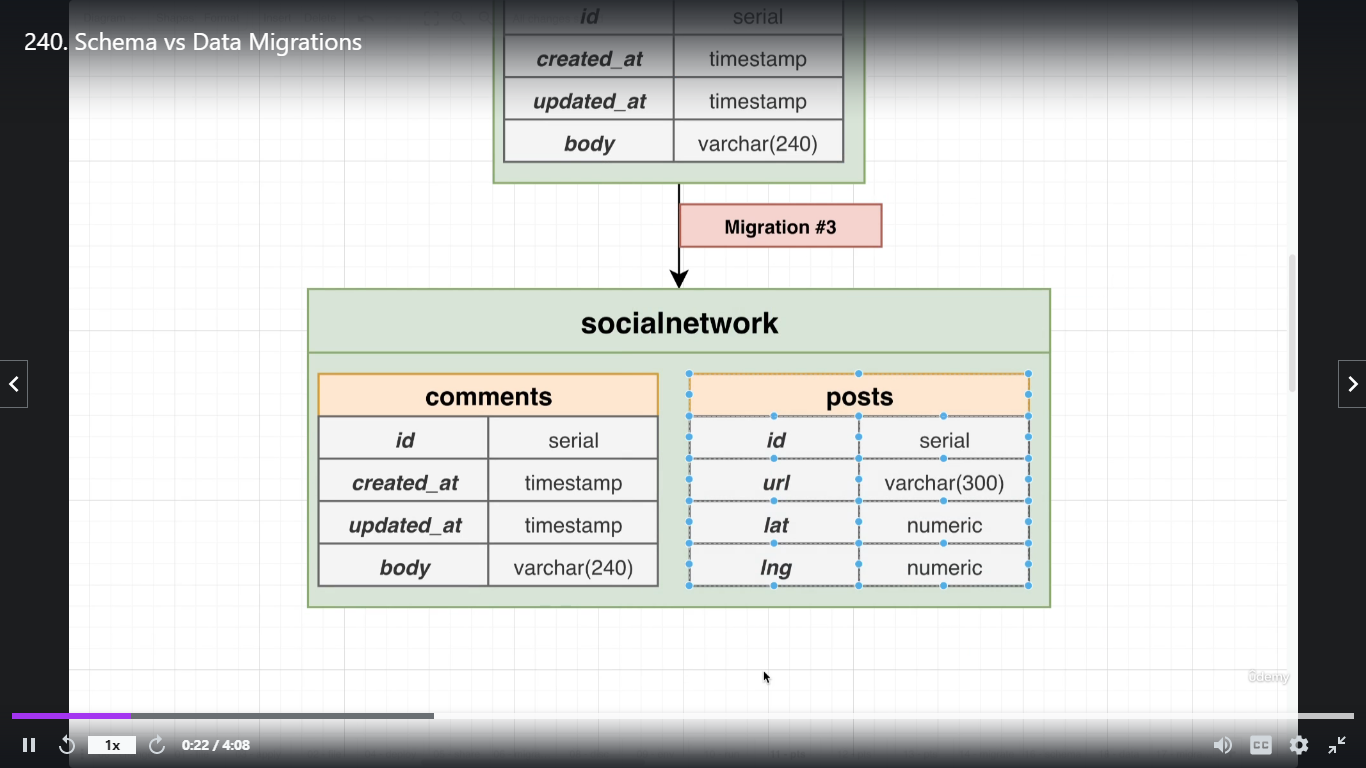 240. Schema vs Data Migrations
id serial
created_at timestamp
updated_at timestamp
body varchar(240)
Migration #3
socialnetwork
comments
id serial
created_at timestamp
updated_at timestamp
body varchar(240)
posts
id serial
url varchar(300)
lat numeric
lng numeric
ûdemy
1x
0:22 / 4:08
CC